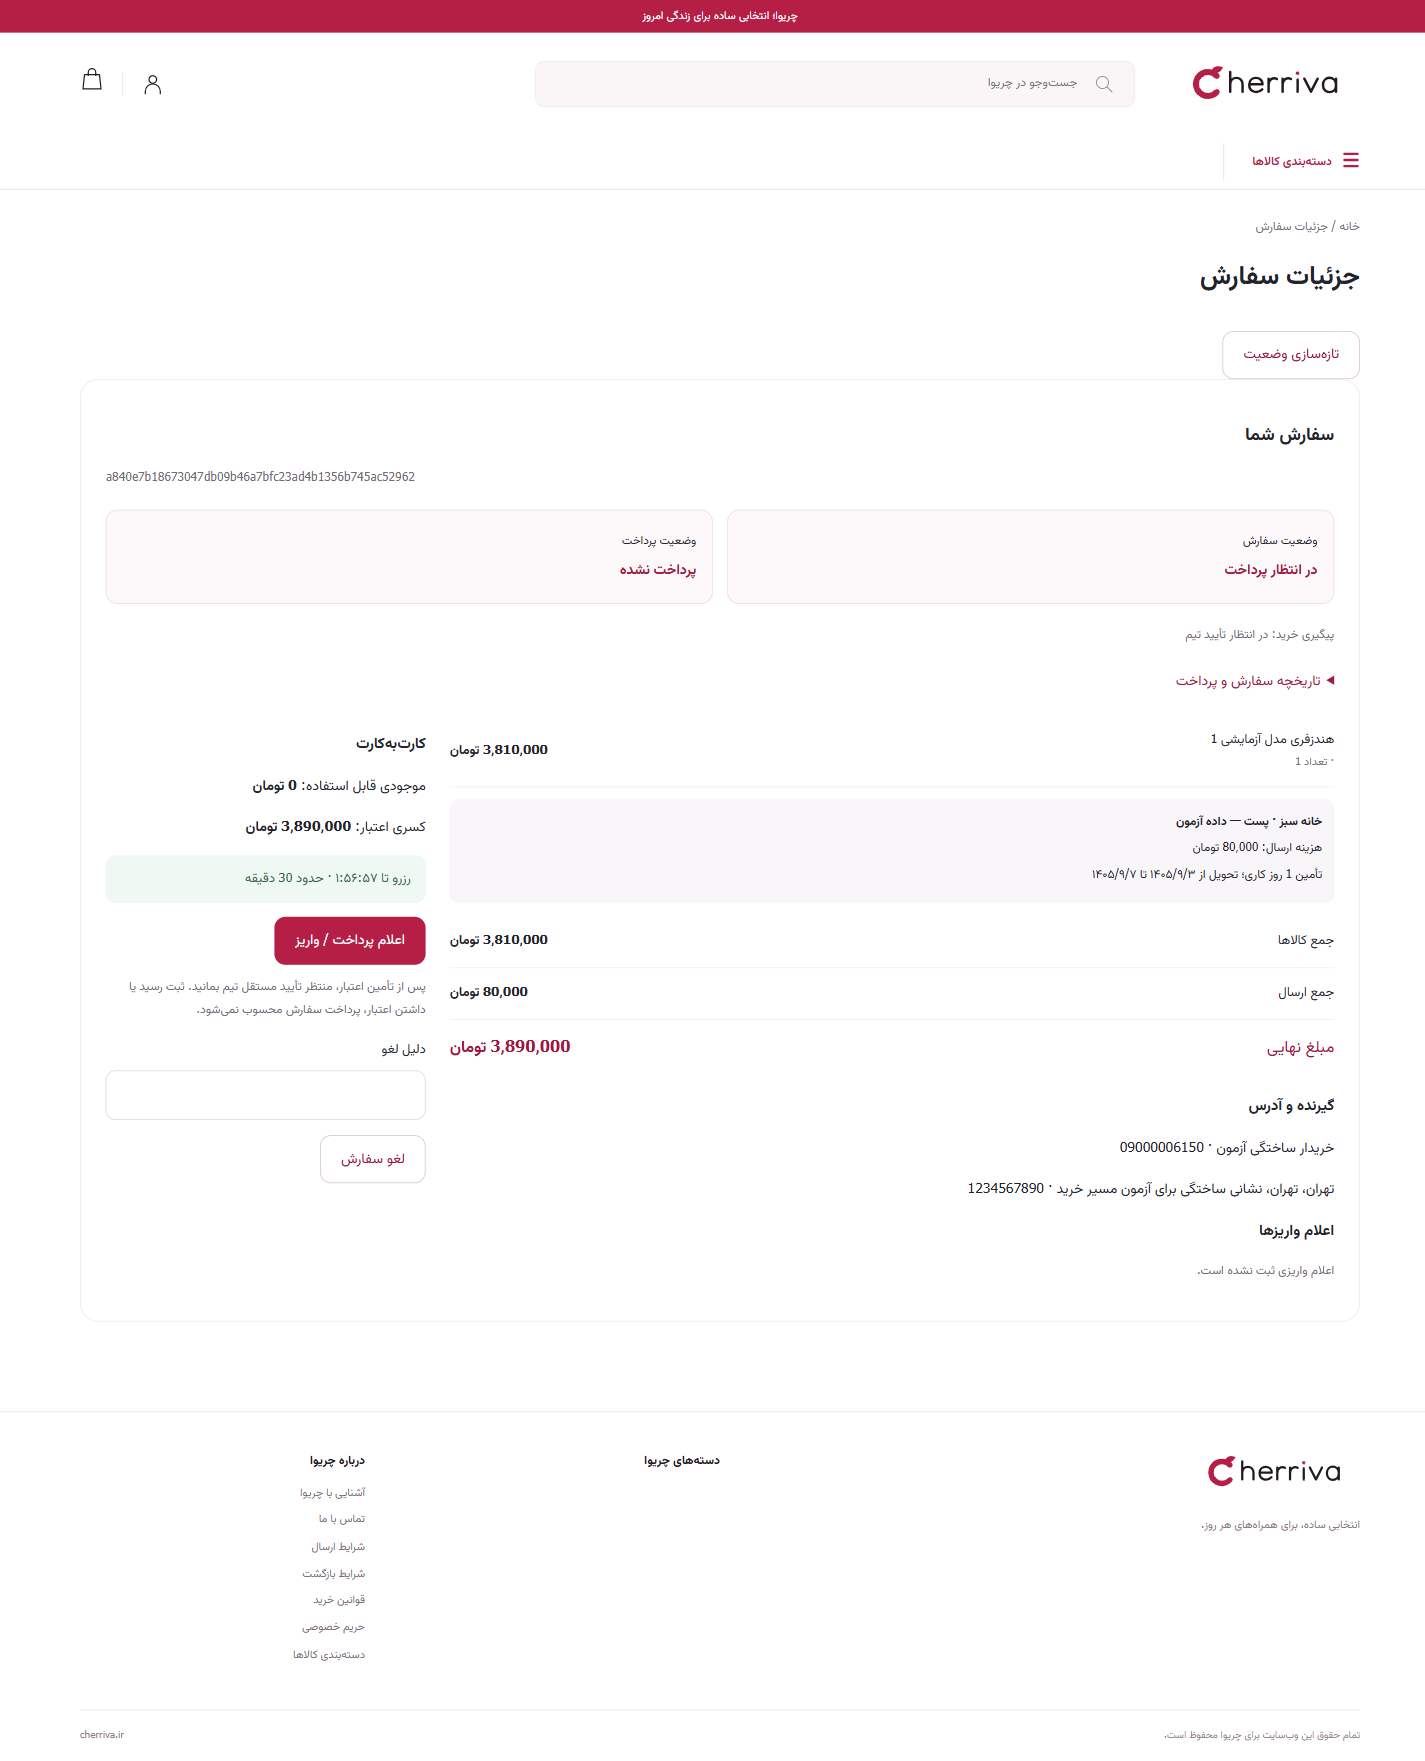 چریوا؛ انتخابی ساده برای زندگی امروز
Cherriva
جست‌وجو در چریوا
دسته‌بندی کالاها
خانه / جزئیات سفارش
جزئیات سفارش
تازه‌سازی وضعیت
سفارش شما
a840e7b18673047db09b46a7bfc23ad4b1356b745ac52962
وضعیت سفارش
در انتظار پرداخت
وضعیت پرداخت
پرداخت نشده
پیگیری خرید: در انتظار تأیید تیم
تاریخچه سفارش و پرداخت
هندزفری مدل آزمایشی 1
· تعداد 1
3,810,000 تومان
خانه سبز · پست — داده آزمون
هزینه ارسال: 80,000 تومان
تأمین 1 روز کاری؛ تحویل از ۱۴۰۵/۹/۳ تا ۱۴۰۵/۹/۷
جمع کالاها
3,810,000 تومان
جمع ارسال
80,000 تومان
مبلغ نهایی
3,890,000 تومان
گیرنده و آدرس
خریدار ساختگی آزمون · 09000006150
تهران، تهران، نشانی ساختگی برای آزمون مسیر خرید · 1234567890
اعلام واریزها
اعلام واریزی ثبت نشده است.
کارت‌به‌کارت
موجودی قابل استفاده: 0 تومان
کسری اعتبار: 3,890,000 تومان
رزرو تا ۱:۵۶:۵۷ · حدود 30 دقیقه
اعلام پرداخت / واریز
پس از تأمین اعتبار، منتظر تأیید مستقل تیم بمانید. ثبت رسید یا
داشتن اعتبار، پرداخت سفارش محسوب نمی‌شود.
دلیل لغو
لغو سفارش
Cherriva
انتخابی ساده، برای همراه‌های هر روز.
دسته‌های چریوا
درباره چریوا
آشنایی با چریوا
تماس با ما
شرایط ارسال
شرایط بازگشت
قوانین خرید
حریم خصوصی
دسته‌بندی کالاها
تمام حقوق این وب‌سایت برای چریوا محفوظ است.
cherriva.ir